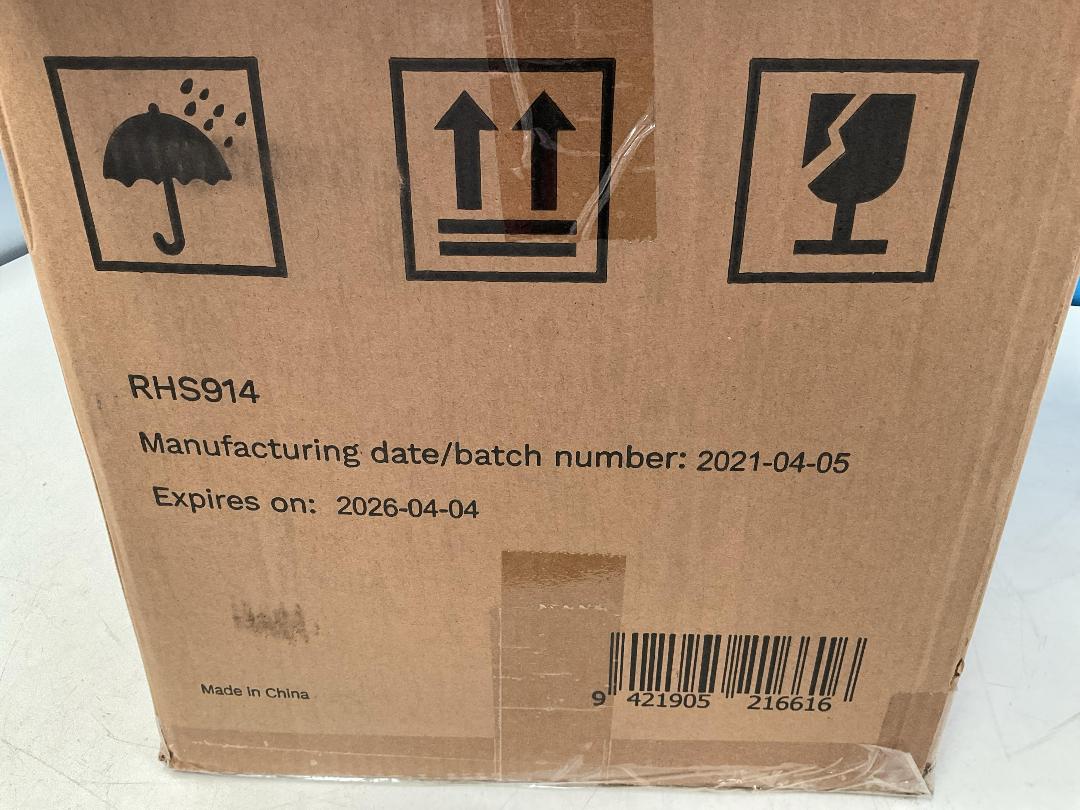 RHS914
Manufacturing date/batch number: 2021-04-05
Expires on: 2026-04-04
Made in China
9 421905 216616